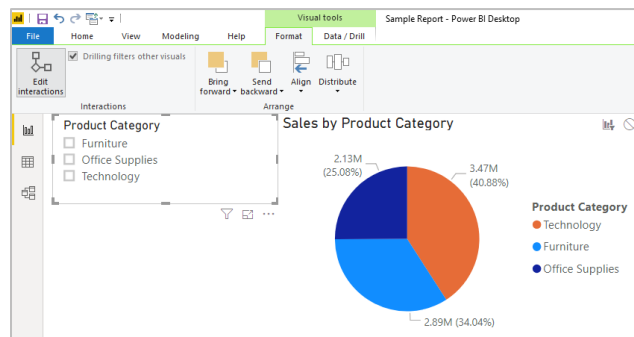 Visual tools
Sample Report - Power BI Desktop
File
Home
View
Modeling
Help
Format
Data / Drill
Edit
interactions
Drilling filters other visuals
Bring
forward
Send
backward
Align
Distribute
Interactions
Arrange
Product Category
Furniture
Office Supplies
Technology
Sales by Product Category
2.13M
(25.08%)
3.47M
(40.88%)
2.89M (34.04%)
Product Category
Technology
Furniture
Office Supplies